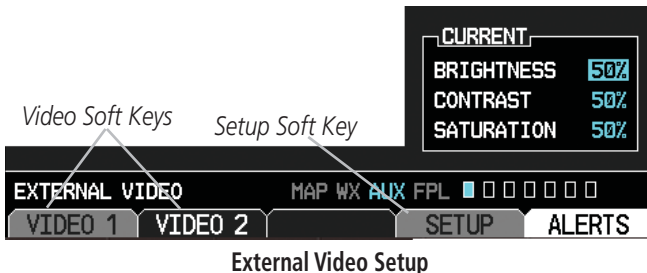 CURRENT
BRIGHTNESS 50%
CONTRAST 50%
SATURATION 50%
Video Soft Keys
Setup Soft Key
EXTERNAL VIDEO MAP WX AUX FPL
VIDEO 1 VIDEO 2 SETUP ALERTS
External Video Setup